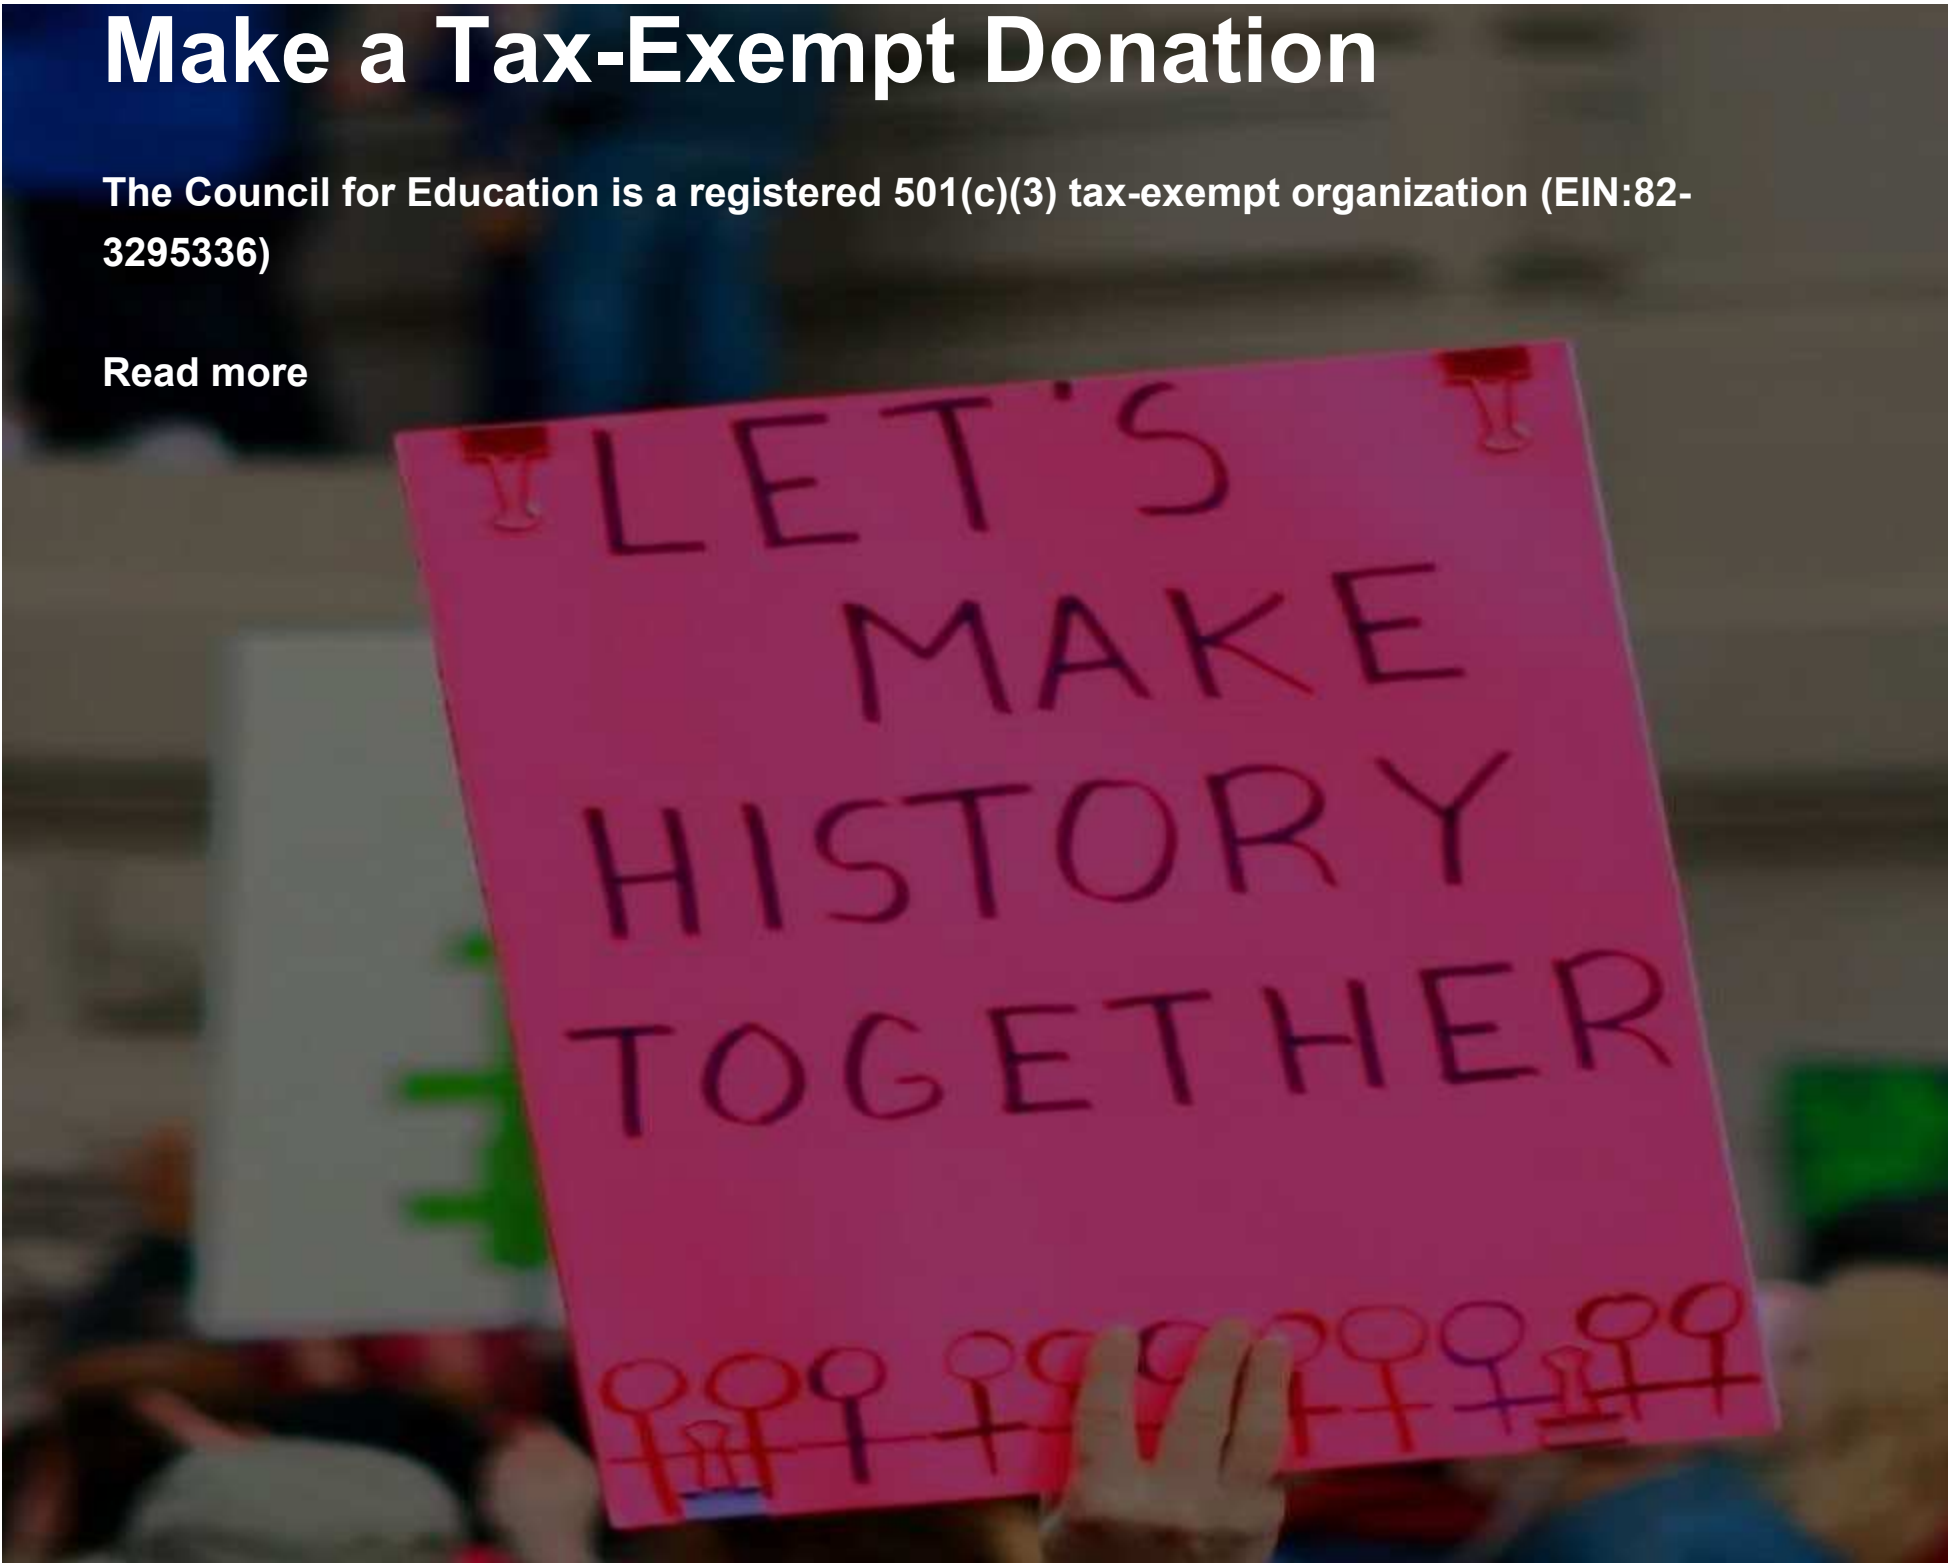 Make a Tax-Exempt Donation
The Council for Education is a registered 501(c)(3) tax-exempt organization (EIN:82-
3295336)
Read more
LET'S
MAKE
HISTORY
TOGETHER